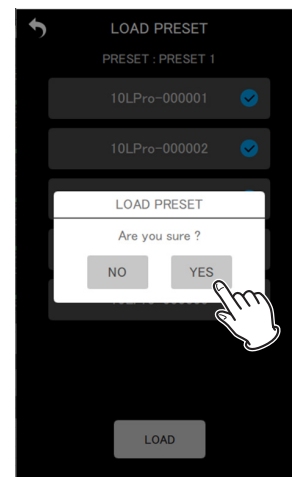 LOAD PRESET
PRESET : PRESET 1
10LPro-000001
10LPro-000002
LOAD PRESET
Are you sure ?
NO
YES
LOAD